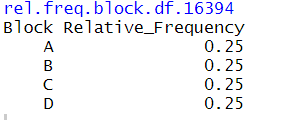 rel.freq.block.df.16394
Block Relative_Frequency
A 0.25
B 0.25
C 0.25
D 0.25